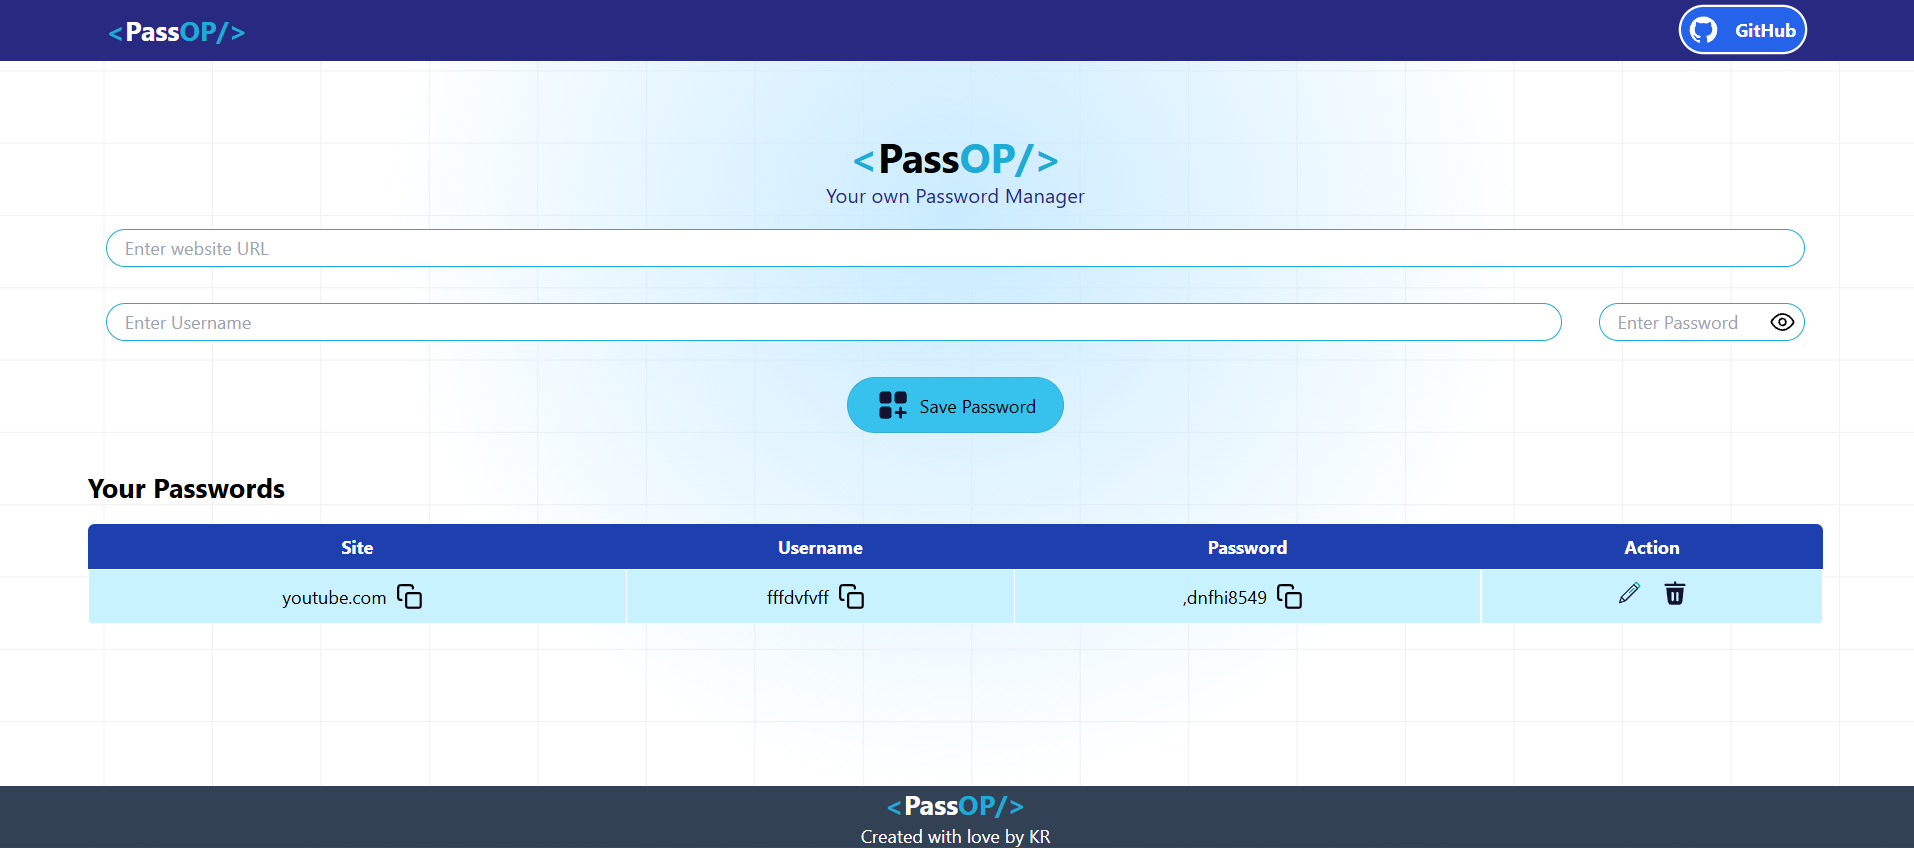 <PassOP/>
GitHub
<PassOP/>
Your own Password Manager
Enter website URL
Enter Username
Enter Password
Save Password
Your Passwords
Site Username Password Action
youtube.com fffdvfvff ,dnfhi8549
<PassOP/>
Created with love by KR